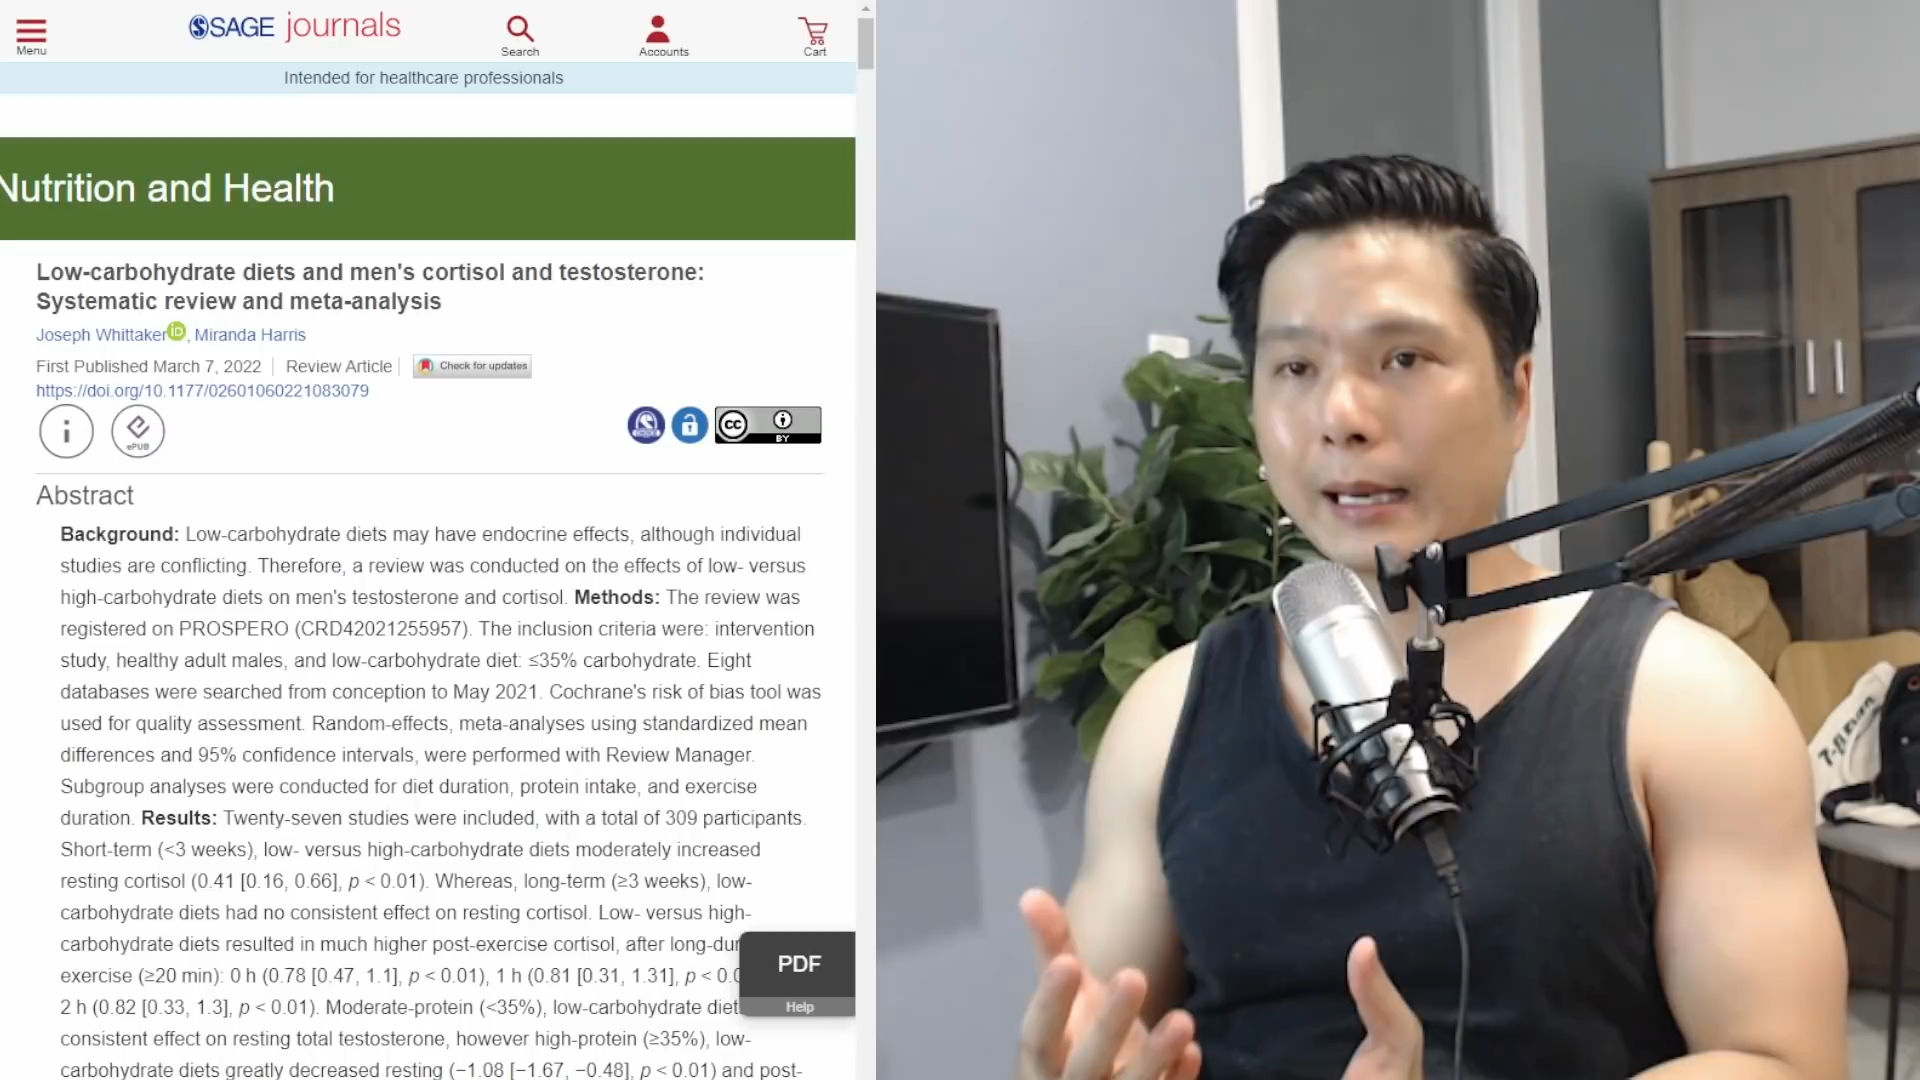 Menu
SAGE journals
Search
Accounts
Cart
Intended for healthcare professionals
Nutrition and Health
Low-carbohydrate diets and men's cortisol and testosterone:
Systematic review and meta-analysis
Joseph Whittaker iD, Miranda Harris
First Published March 7, 2022 | Review Article | Check for updates
https://doi.org/10.1177/02601060221083079
i
ePUB
cc
BY
Abstract
Background: Low-carbohydrate diets may have endocrine effects, although individual
studies are conflicting. Therefore, a review was conducted on the effects of low- versus
high-carbohydrate diets on men's testosterone and cortisol. Methods: The review was
registered on PROSPERO (CRD42021255957). The inclusion criteria were: intervention
study, healthy adult males, and low-carbohydrate diet: ≤35% carbohydrate. Eight
databases were searched from conception to May 2021. Cochrane's risk of bias tool was
used for quality assessment. Random-effects, meta-analyses using standardized mean
differences and 95% confidence intervals, were performed with Review Manager.
Subgroup analyses were conducted for diet duration, protein intake, and exercise
duration. Results: Twenty-seven studies were included, with a total of 309 participants.
Short-term (<3 weeks), low- versus high-carbohydrate diets moderately increased
resting cortisol (0.41 [0.16, 0.66], p < 0.01). Whereas, long-term (≥3 weeks), low-
carbohydrate diets had no consistent effect on resting cortisol. Low- versus high-
carbohydrate diets resulted in much higher post-exercise cortisol, after long-dur
exercise (≥20 min): 0 h (0.78 [0.47, 1.1], p < 0.01), 1 h (0.81 [0.31, 1.31], p < 0.0
2 h (0.82 [0.33, 1.3], p < 0.01). Moderate-protein (<35%), low-carbohydrate diet
consistent effect on resting total testosterone, however high-protein (≥35%), low-
carbohydrate diets greatly decreased resting (−1.08 [−1.67, −0.48], p < 0.01) and post-
PDF
Help